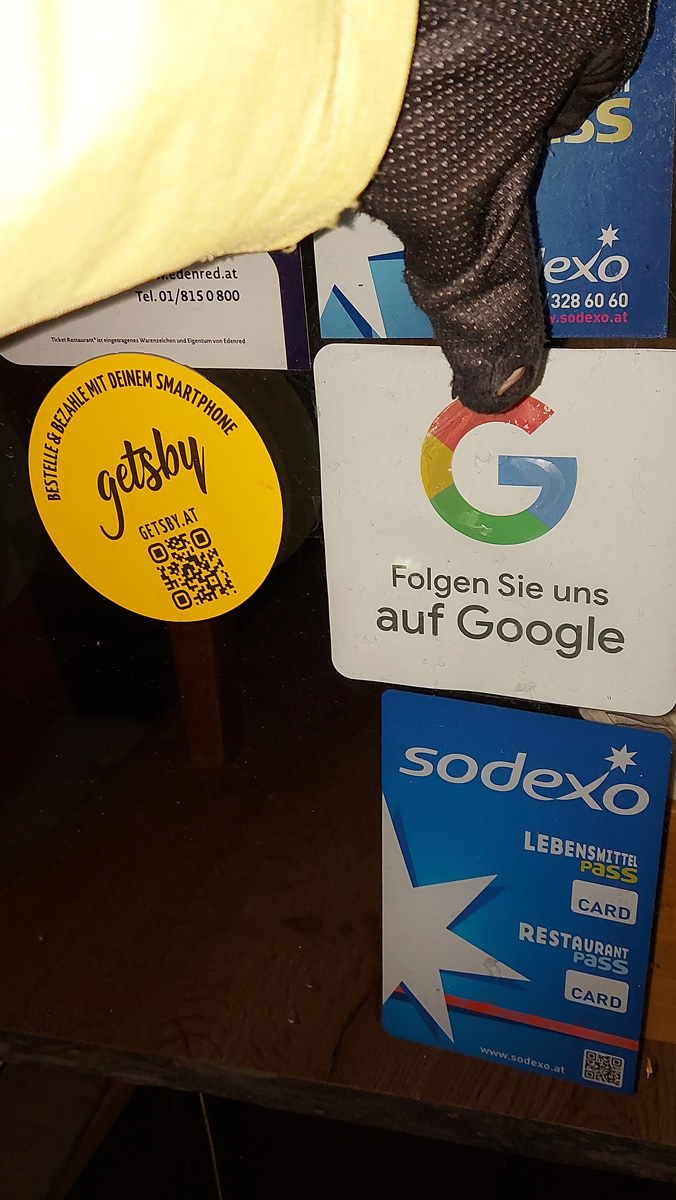 ss
dexo
/328 60 60
.sodexo.at
.edenred.at
Tel. 01/815 0 800
Ticket Restaurant® ist eingetragenes Warenzeichen und Eigentum von Edenred
BESTELLE & BEZAHLE MIT DEINEM SMARTPHONE
getsby
GETSBY.AT
G
Folgen Sie uns
auf Google
sodexo
LEBENSMITTEL
pass
CARD
RESTAURANT
pass
CARD
www.sodexo.at